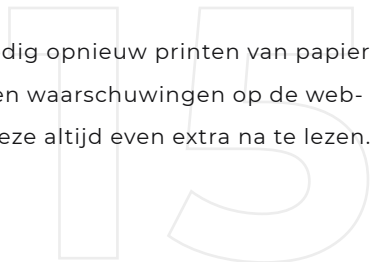 dig opnieuw printen van papier
en waarschuwingen op de web-
eze altijd even extra na te lezen.
15